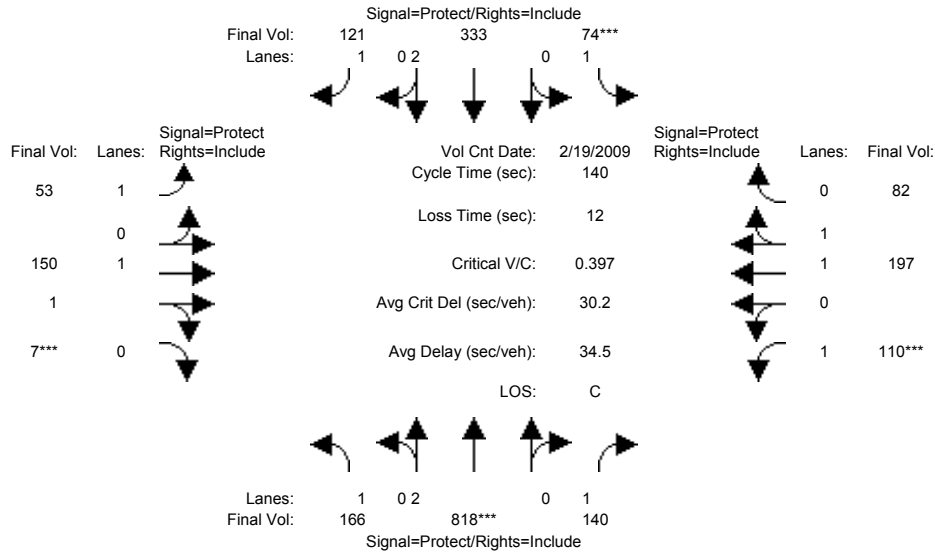 Signal=Protect/Rights=Include
Final Vol: 121 333 74***
Lanes: 1 0 2 0 1
Signal=Protect Signal=Protect
Final Vol: Lanes: Rights=Include Vol Cnt Date: 2/19/2009 Rights=Include Lanes: Final Vol:
Cycle Time (sec): 140
53 1 0 82
Loss Time (sec): 12
0 1
150 1 Critical V/C: 0.397 1 197
1 Avg Crit Del (sec/veh): 30.2 0
7*** 0 Avg Delay (sec/veh): 34.5 1 110***
LOS: C
Lanes: 1 0 2 0 1
Final Vol: 166 818*** 140
Signal=Protect/Rights=Include